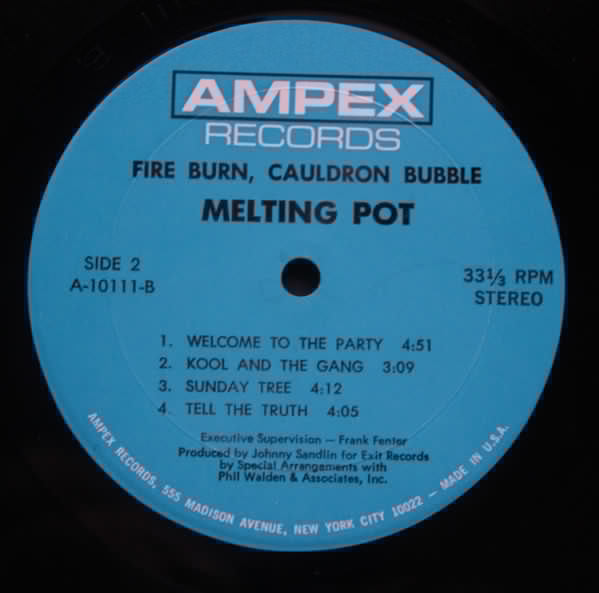 AMPEX
RECORDS
FIRE BURN, CAULDRON BUBBLE
MELTING POT
SIDE 2
A-10111-B
33⅓ RPM
STEREO
1. WELCOME TO THE PARTY 4:51
2. KOOL AND THE GANG 3:09
3. SUNDAY TREE 4:12
4. TELL THE TRUTH 4:05
Executive Supervision — Frank Fenter
Produced by Johnny Sandlin for Exit Records
by Special Arrangements with
Phil Walden & Associates, Inc.
AMPEX RECORDS, 555 MADISON AVENUE, NEW YORK CITY 10022 — MADE IN U.S.A.